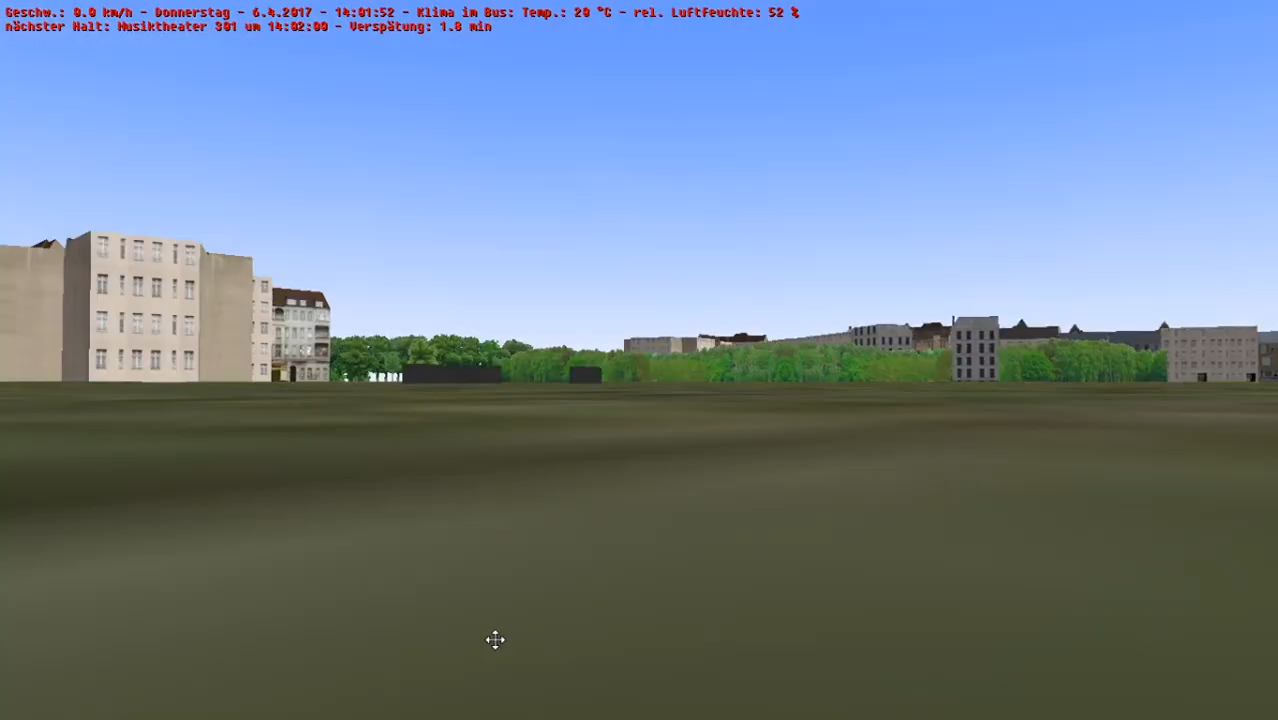 Geschw.: 0.0 km/h - Donnerstag - 6.4.2017 - 14:01:52 - Klima im Bus: Temp.: 20 °C - rel. Luftfeuchte: 52 %
nächster Halt: Musiktheater 301 um 14:02:00 - Verspätung: 1.8 min